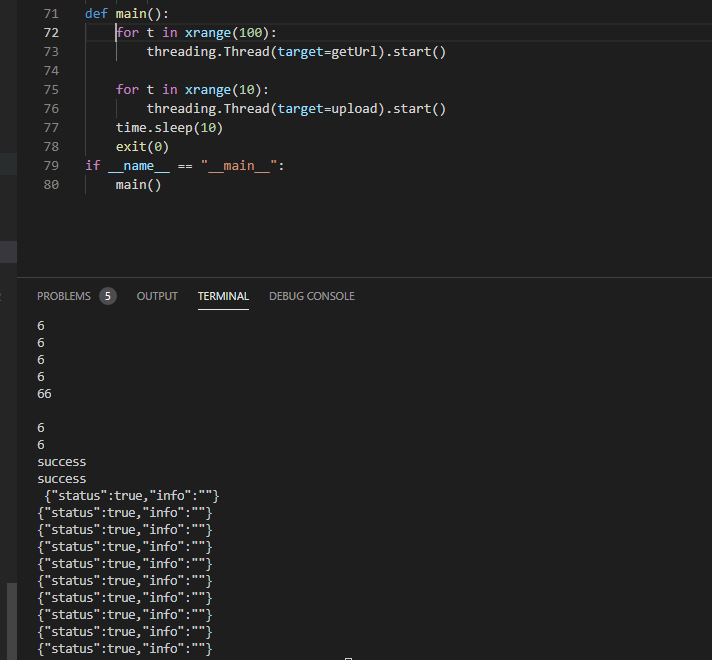 71 def main():
72 for t in xrange(100):
73 threading.Thread(target=getUrl).start()
74
75 for t in xrange(10):
76 threading.Thread(target=upload).start()
77 time.sleep(10)
78 exit(0)
79 if __name__ == "__main__":
80 main()
PROBLEMS 5 OUTPUT TERMINAL DEBUG CONSOLE
6
6
6
6
66
6
6
success
success
{"status":true,"info":""}
{"status":true,"info":""}
{"status":true,"info":""}
{"status":true,"info":""}
{"status":true,"info":""}
{"status":true,"info":""}
{"status":true,"info":""}
{"status":true,"info":""}
{"status":true,"info":""}
{"status":true,"info":""}